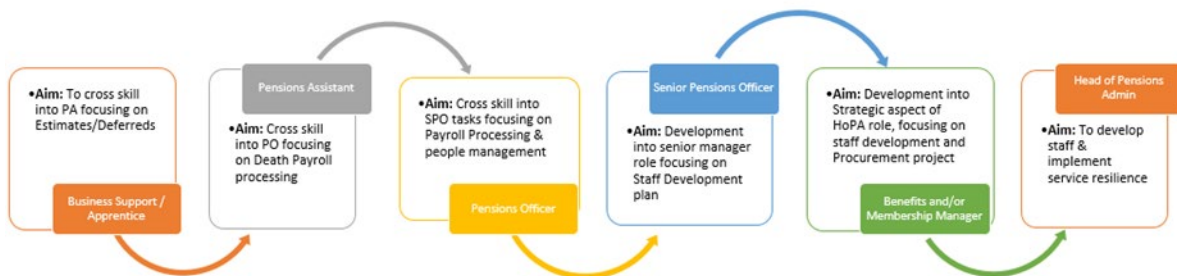 •Aim: To cross skill
into PA focusing on
Estimates/Deferreds
Business Support /
Apprentice
Pensions Assistant
•Aim: Cross skill
into PO focusing
on Death Payroll
processing
•Aim: Cross skill into
SPO tasks focusing on
Payroll Processing &
people management
Pensions Officer
Senior Pensions Officer
•Aim: Development
into senior manager
role focusing on
Staff Development
plan
•Aim: Development into
Strategic aspect of
HoPA role, focusing on
staff development and
Procurement project
Benefits and/or
Membership Manager
Head of Pensions
Admin
•Aim: To develop
staff &
implement
service resilience